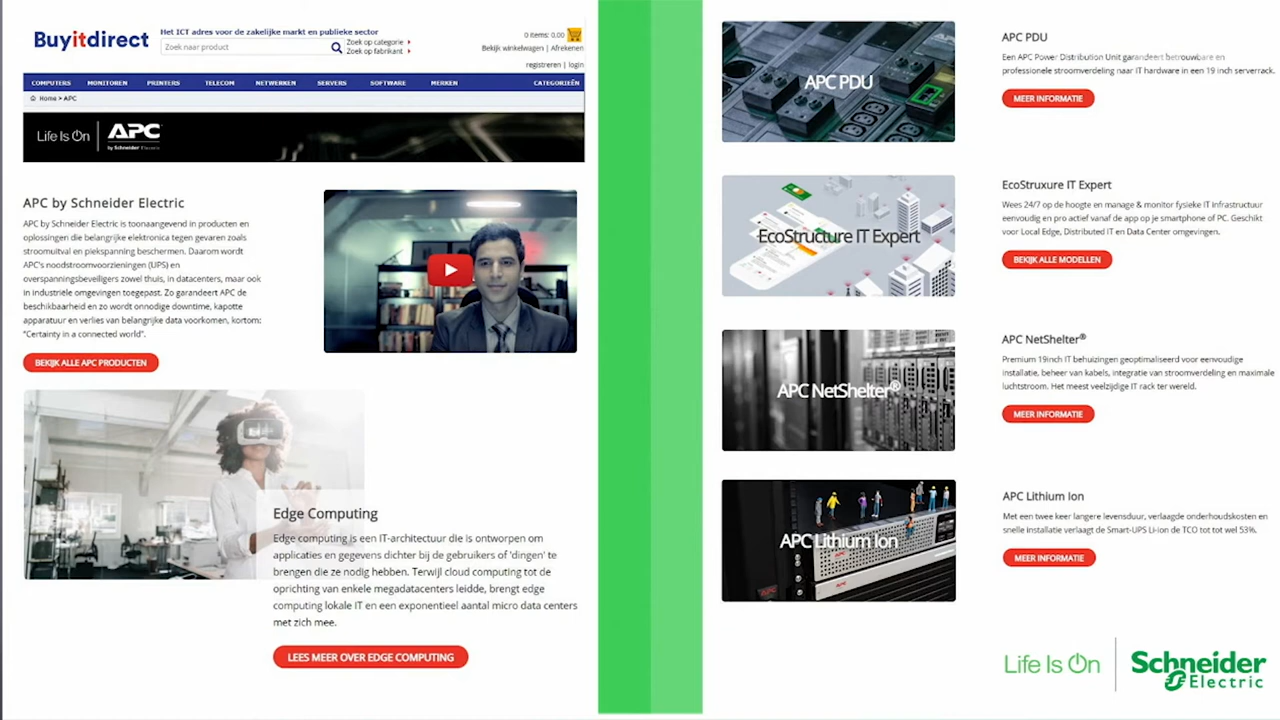 Buyitdirect
Het ICT adres voor de zakelijke markt en publieke sector
Zoek naar product
Zoek op categorie
Zoek op fabrikant
0 items: 0,00
Bekijk winkelwagen | Afrekenen
registreren | login
COMPUTERS MONITOREN PRINTERS TELECOM NETWERKEN SERVERS SOFTWARE MERKEN CATEGORIEËN
Home > APC
Life Is On | APC
by Schneider Electric
APC by Schneider Electric
APC by Schneider Electric is toonaangevend in producten en
oplossingen die belangrijke elektronica tegen gevaren zoals
stroomuitval en piekspanning beschermen. Daarom wordt
APC's noodstroomvoorzieningen (UPS) en
overspanningsbeveiligers zowel thuis, in datacenters, maar ook
in industriële omgevingen toegepast. Zo garandeert APC de
beschikbaarheid en zo wordt onnodige downtime, kapotte
apparatuur en verlies van belangrijke data voorkomen, kortom:
"Certainty in a connected world".
BEKIJK ALLE APC PRODUCTEN
Edge Computing
Edge computing is een IT-architectuur die is ontworpen om
applicaties en gegevens dichter bij de gebruikers of 'dingen' te
brengen die ze nodig hebben. Terwijl cloud computing tot de
oprichting van enkele megadatacenters leidde, brengt edge
computing lokale IT en een exponentieel aantal micro data centers
met zich mee.
LEES MEER OVER EDGE COMPUTING
APC PDU
APC PDU
Een APC Power Distribution Unit garandeert betrouwbare en
professionele stroomverdeling naar IT hardware in een 19 inch serverrack.
MEER INFORMATIE
EcoStructure IT Expert
EcoStruxure IT Expert
Wees 24/7 op de hoogte en manage & monitor fysieke IT infrastructuur
eenvoudig en pro actief vanaf de app op je smartphone of PC. Geschikt
voor Local Edge, Distributed IT en Data Center omgevingen.
BEKIJK ALLE MODELLEN
APC NetShelter®
APC NetShelter®
Premium 19inch IT behuizingen geoptimaliseerd voor eenvoudige
installatie, beheer van kabels, integratie van stroomverdeling en maximale
luchtstroom. Het meest veelzijdige IT rack ter wereld.
MEER INFORMATIE
APC Lithium Ion
APC Lithium Ion
Met een twee keer langere levensduur, verlaagde onderhoudskosten en
snelle installatie verlaagd de Smart-UPS Li-ion de TCO tot tot wel 53%.
MEER INFORMATIE
Life Is On | Schneider
Electric